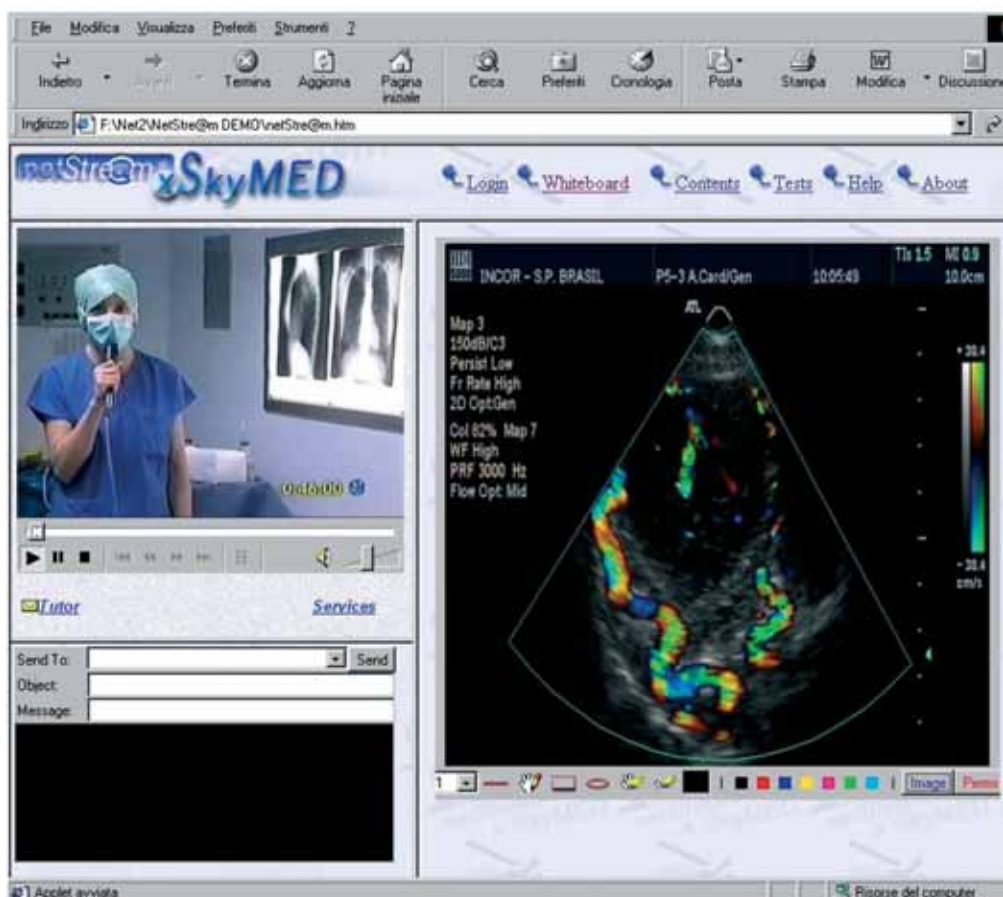 File Modifica Visualizza Preferiti Strumenti ?
Indietro Avanti Termina Aggiorna Pagina iniziale Cerca Preferiti Cronologia Posta Stampa Modifica Discussione
Indirizzo F:\Net2\NetStre@m DEMO\netStre@m.htm
netStre@m xSkyMED
Login Whiteboard Contents Tests Help About
TIs 1.5 MI 0.9
INCOR - S.P. BRASIL P5-3 A.Card/Gen 10:05:49 10.0cm
ATL
Map 3
150dB/C3
Persist Low
Fr Rate High
2D Opt:Gen
Col 82% Map 7
WF High
PRF 3000 Hz
Flow Opt: Mid
+38.4
-38.4
cm/s
Tutor Services
Send To: Send
Object:
Message:
1 Image
Applet avviata Risorse del computer